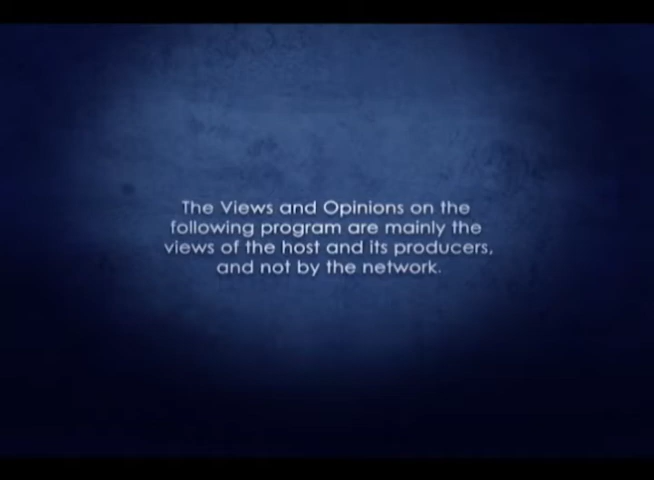 The Views and Opinions on the
following program are mainly the
views of the host and its producers,
and not by the network.